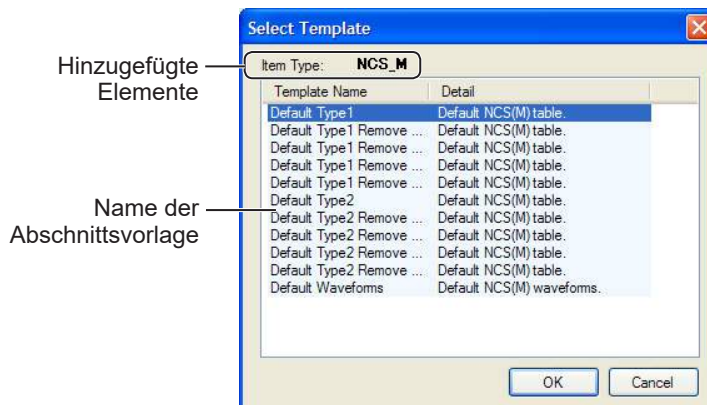 Select Template
Hinzugefügte
Elemente
Item Type: NCS_M
Template Name Detail
Default Type1 Default NCS(M) table.
Default Type1 Remove ... Default NCS(M) table.
Default Type1 Remove ... Default NCS(M) table.
Default Type1 Remove ... Default NCS(M) table.
Default Type1 Remove ... Default NCS(M) table.
Default Type2 Default NCS(M) table.
Name der
Abschnittsvorlage
Default Type2 Remove ... Default NCS(M) table.
Default Type2 Remove ... Default NCS(M) table.
Default Type2 Remove ... Default NCS(M) table.
Default Type2 Remove ... Default NCS(M) table.
Default Waveforms Default NCS(M) waveforms.
OK Cancel